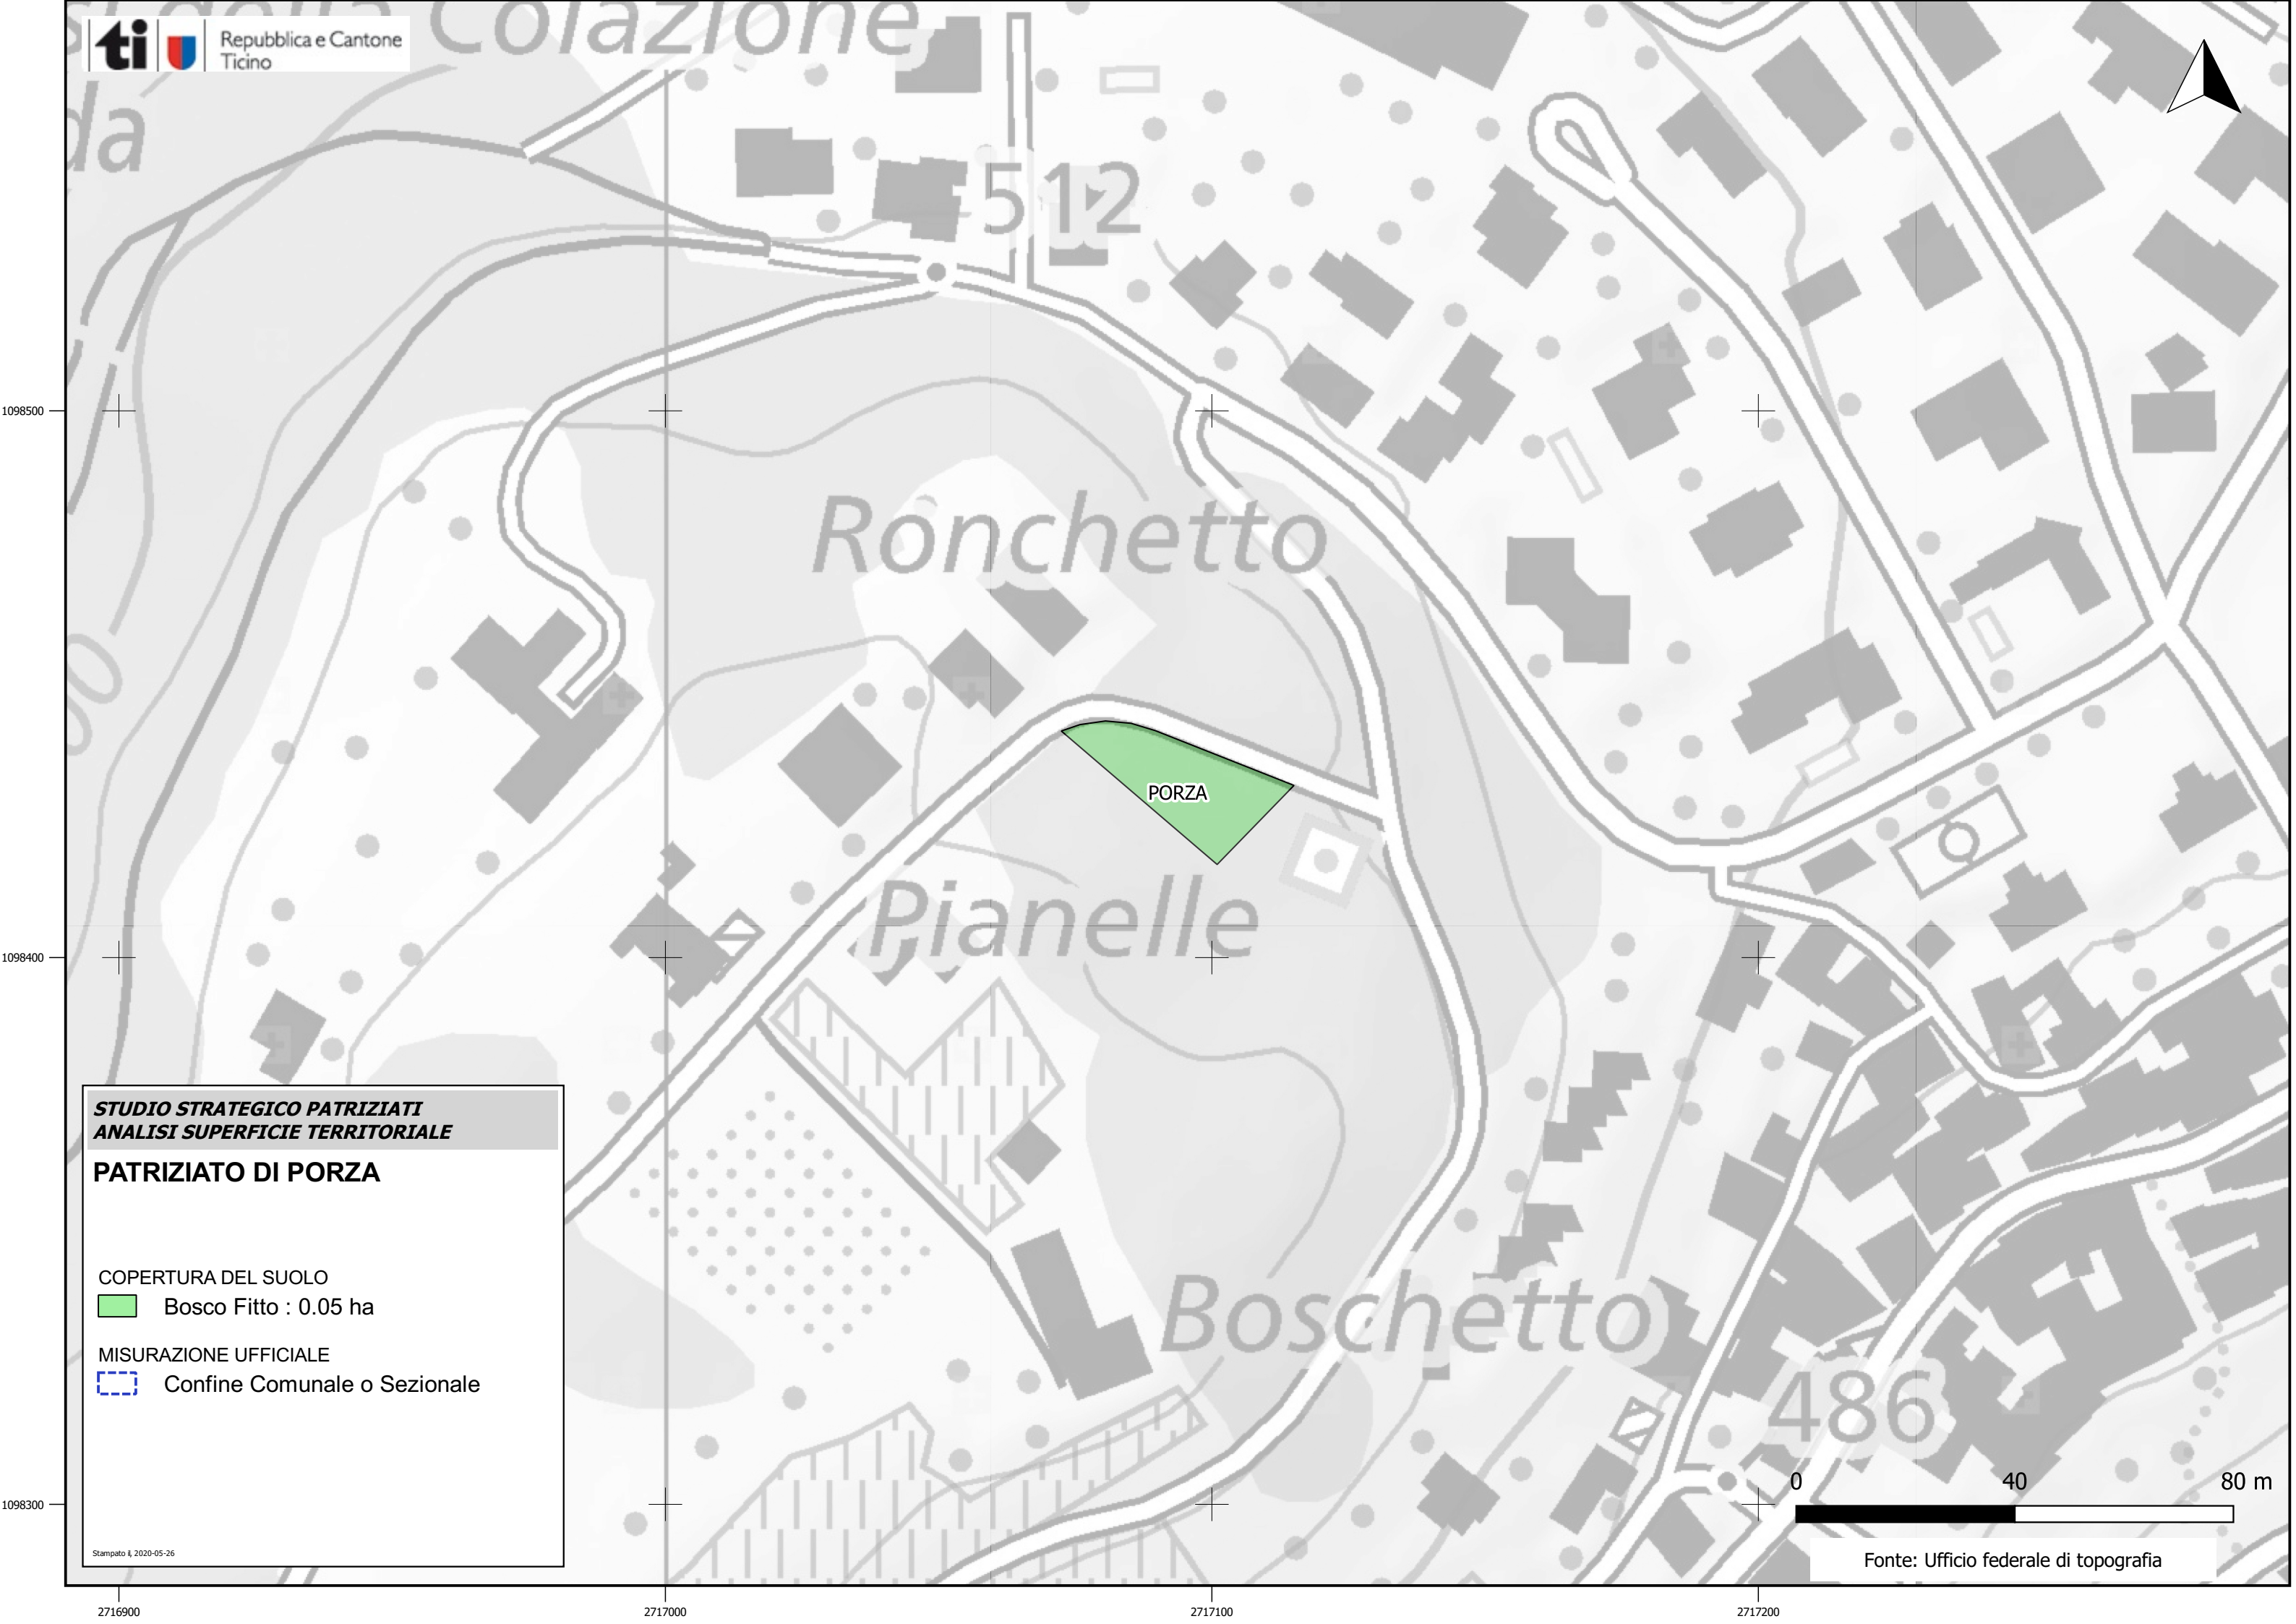 Colazione
ti Repubblica e Cantone
Ticino
da
512
1098500
Ronchetto
PORZA
Pianelle
1098400
STUDIO STRATEGICO PATRIZIATI
ANALISI SUPERFICIE TERRITORIALE
PATRIZIATO DI PORZA
COPERTURA DEL SUOLO
Bosco Fitto : 0.05 ha
MISURAZIONE UFFICIALE
Confine Comunale o Sezionale
Stampato il, 2020-05-26
Boschetto
486
0 40 80 m
1098300
Fonte: Ufficio federale di topografia
2716900 2717000 2717100 2717200